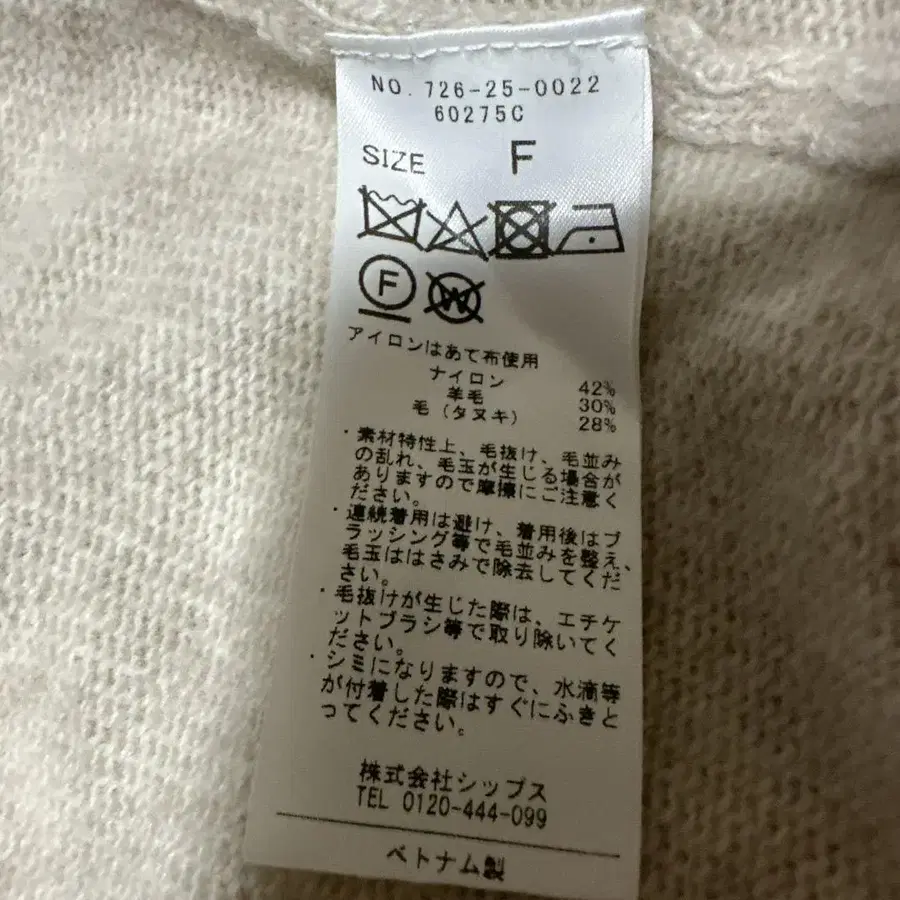 NO. 726-25-0022
60275C
SIZE F
F
W
アイロンはあて布使用
ナイロン 42%
羊毛 30%
毛(タヌキ) 28%
・素材特性上、毛抜け、毛並み
の乱れ、毛玉が生じる場合が
ありますので摩擦にご注意く
ださい。
・連続着用は避け、着用後はブ
ラッシング等で毛並みを整え、
毛玉ははさみで除去してくだ
さい。
・毛抜けが生じた際は、エチケ
ットブラシ等で取り除いてく
ださい。
・シミになりますので、水滴等
が付着した際はすぐにふきと
ってください。
株式会社シップス
TEL 0120-444-099
ベトナム製